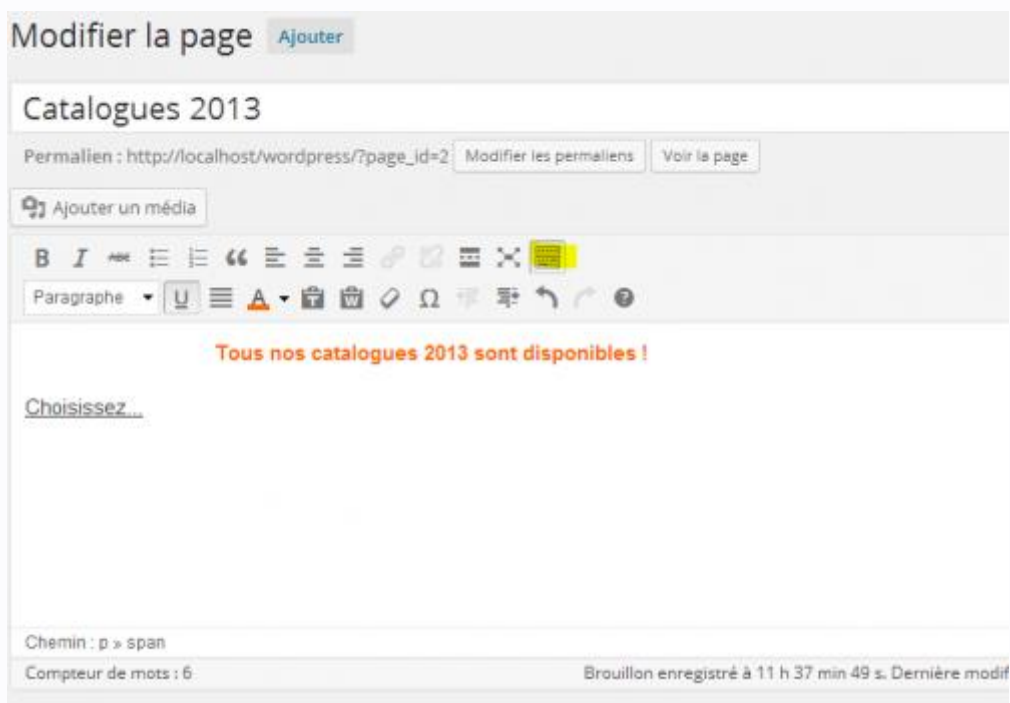 Modifier la page Ajouter
Catalogues 2013
Permalien : http://localhost/wordpress/?page_id=2 Modifier les permaliens Voir la page
Ajouter un média
B I ABC
Paragraphe U A T W Ω ?
Tous nos catalogues 2013 sont disponibles !
Choisissez...
Chemin : p » span
Compteur de mots : 6 Brouillon enregistré à 11 h 37 min 49 s. Dernière modif